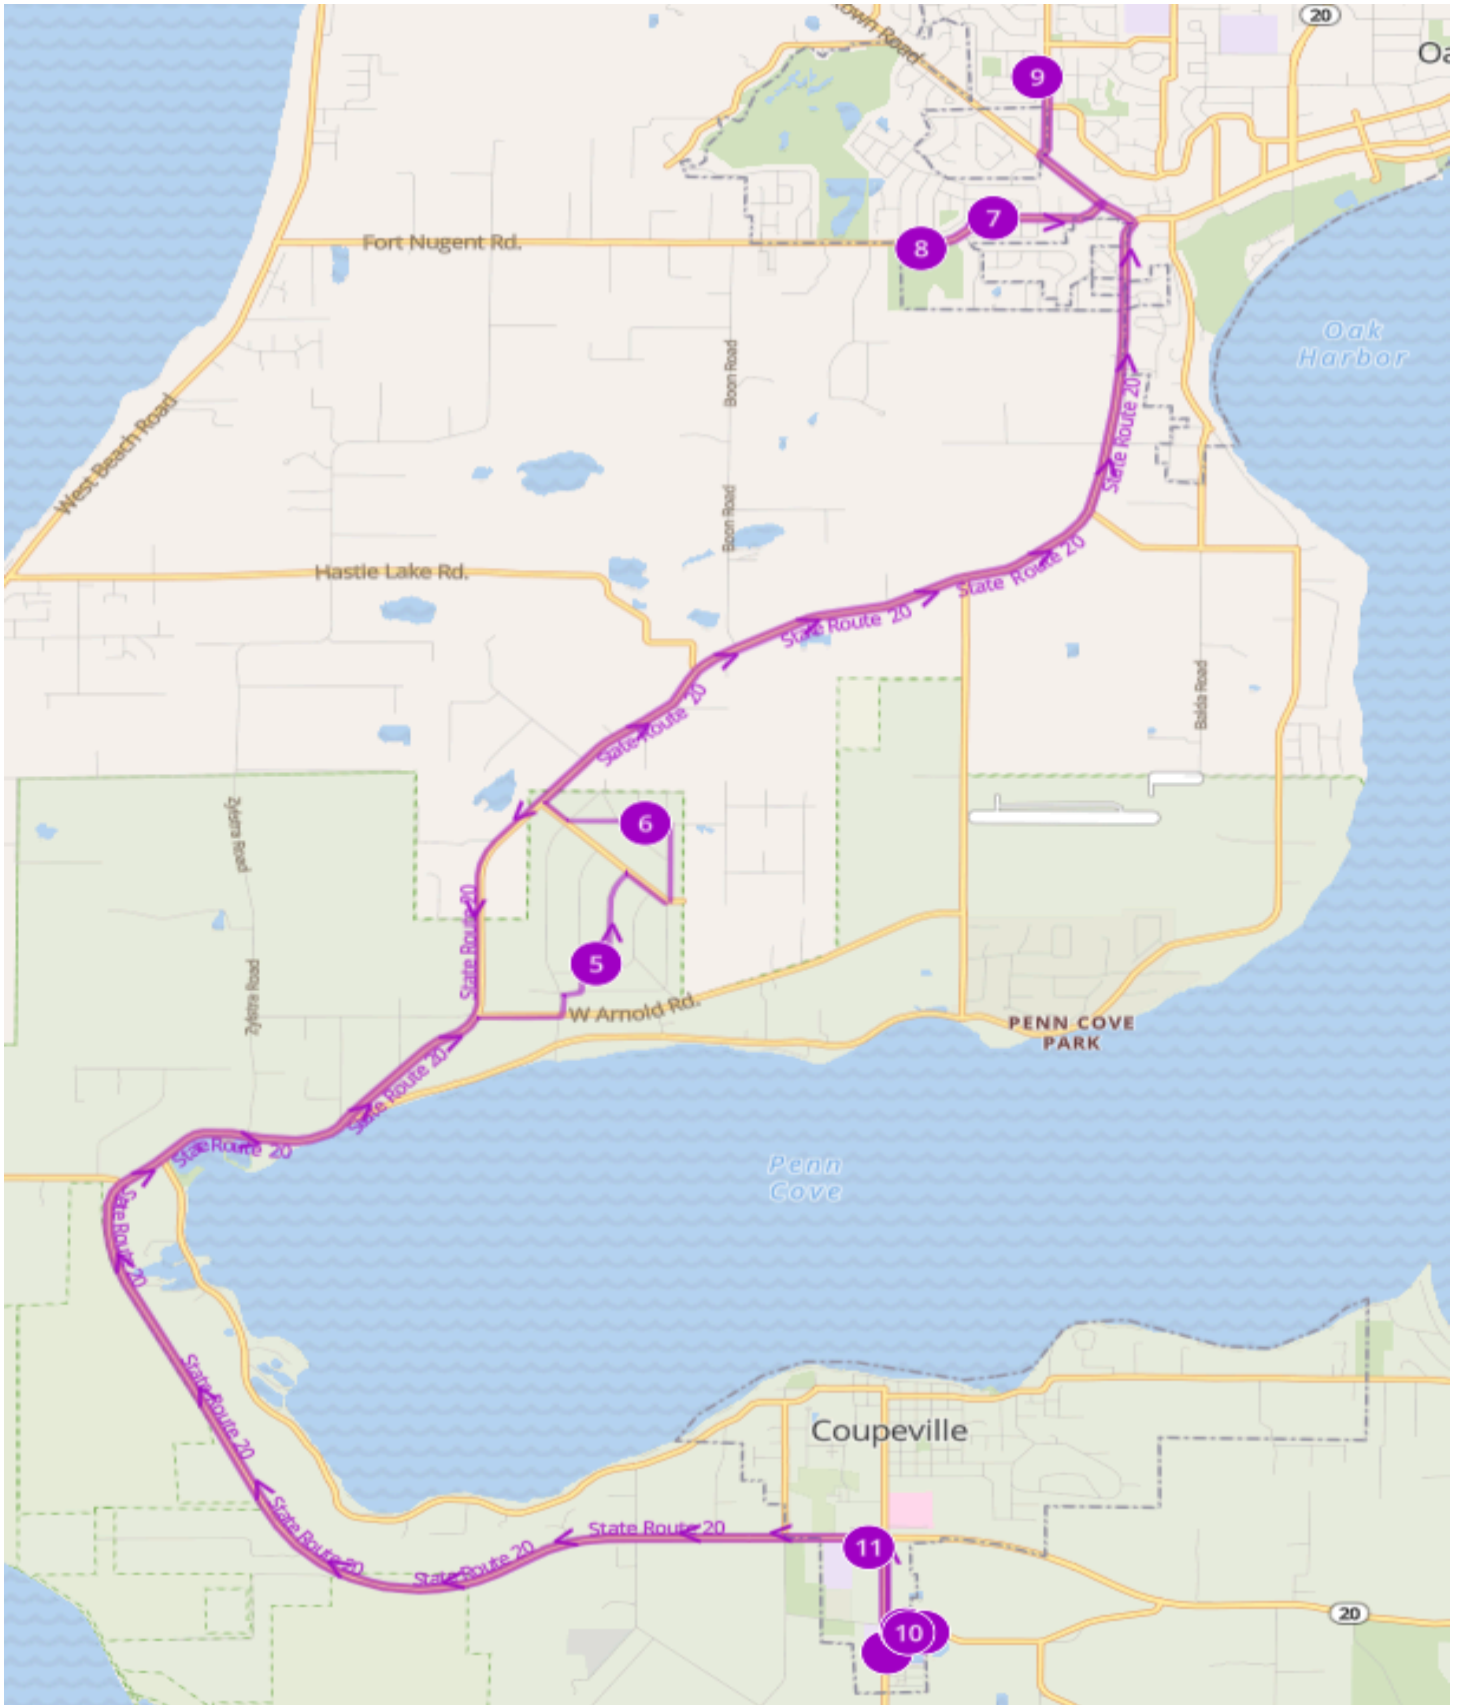 20
Oa
town Road
9
7
8
Fort Nugent Rd.
Oak
Harbor
Boon Road
State Route 20
West Beach Road
Boon Road
State Route 20
Hastie Lake Rd.
State Route 20
Balda Road
State Route 20
6
Zylstra Road
State Route 20
5
Zylstra Road
W Arnold Rd.
PENN COVE
PARK
State Route 20
State Route 20
Penn
Cove
State Route 20
State Route 20
Coupeville
State Route 20
State Route 20
State Route 20
11
20
10